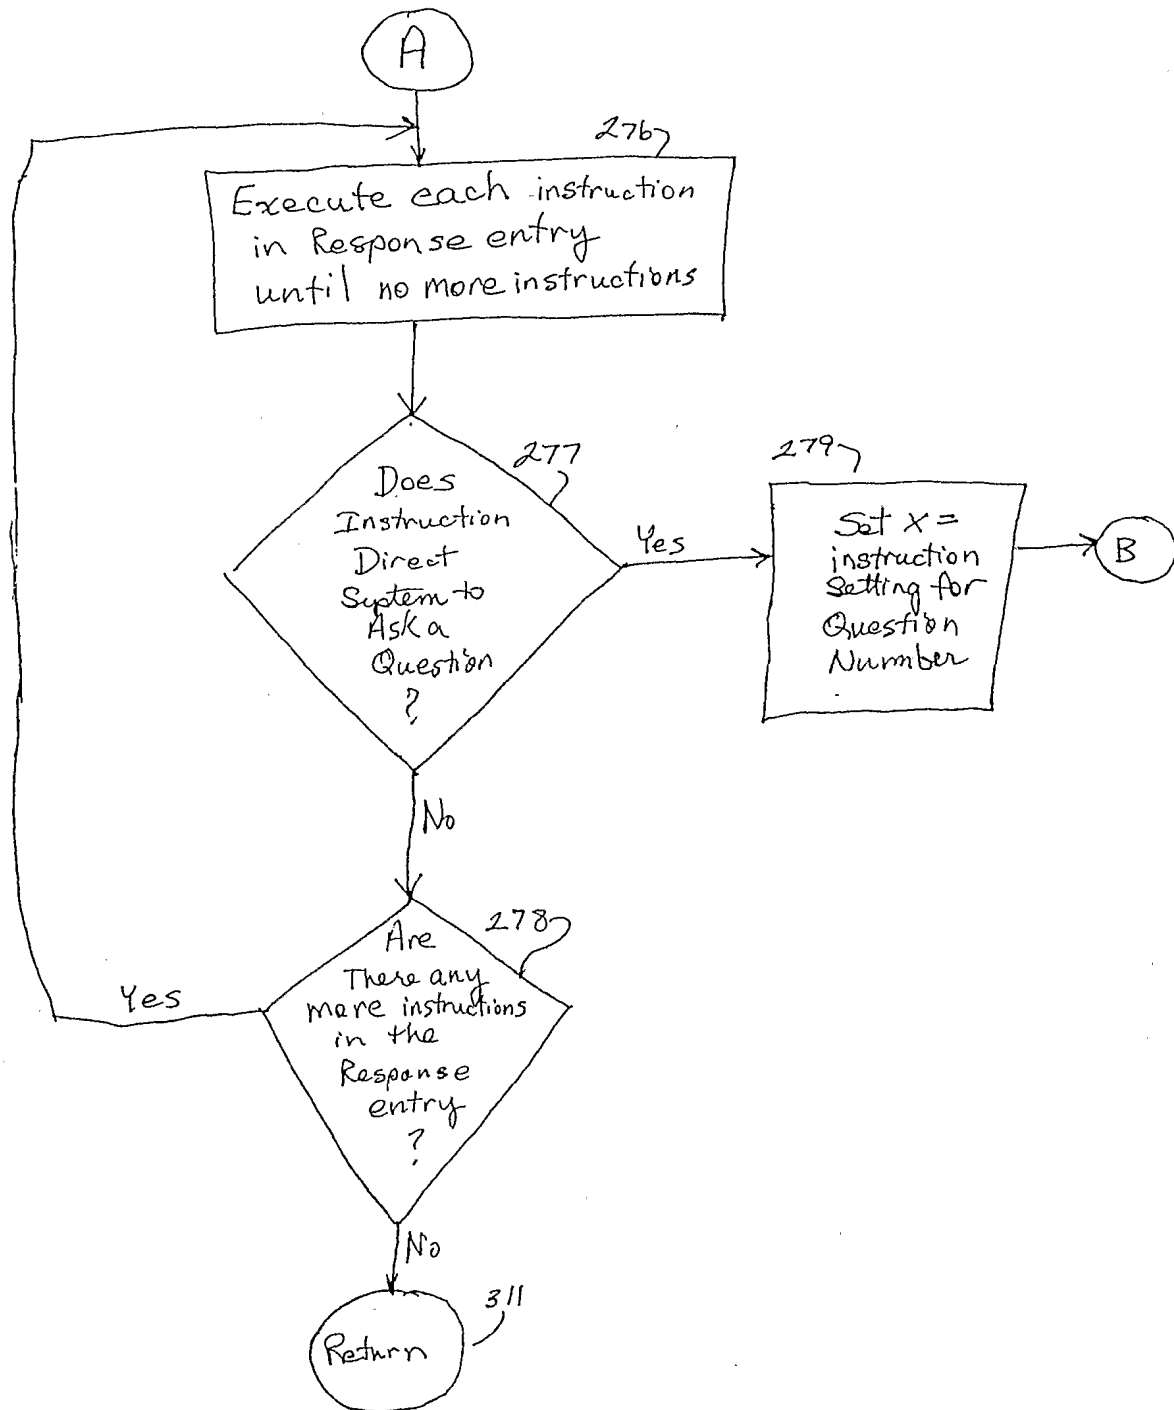 A
276
Execute each instruction
in Response entry
until no more instructions
277
Does
Instruction
Direct
System to
Ask a
Question
?
Yes
279
Set X =
instruction
Setting for
Question
Number
B
No
278
Are
There any
more instructions
in the
Response
entry
?
Yes
No
311
Return